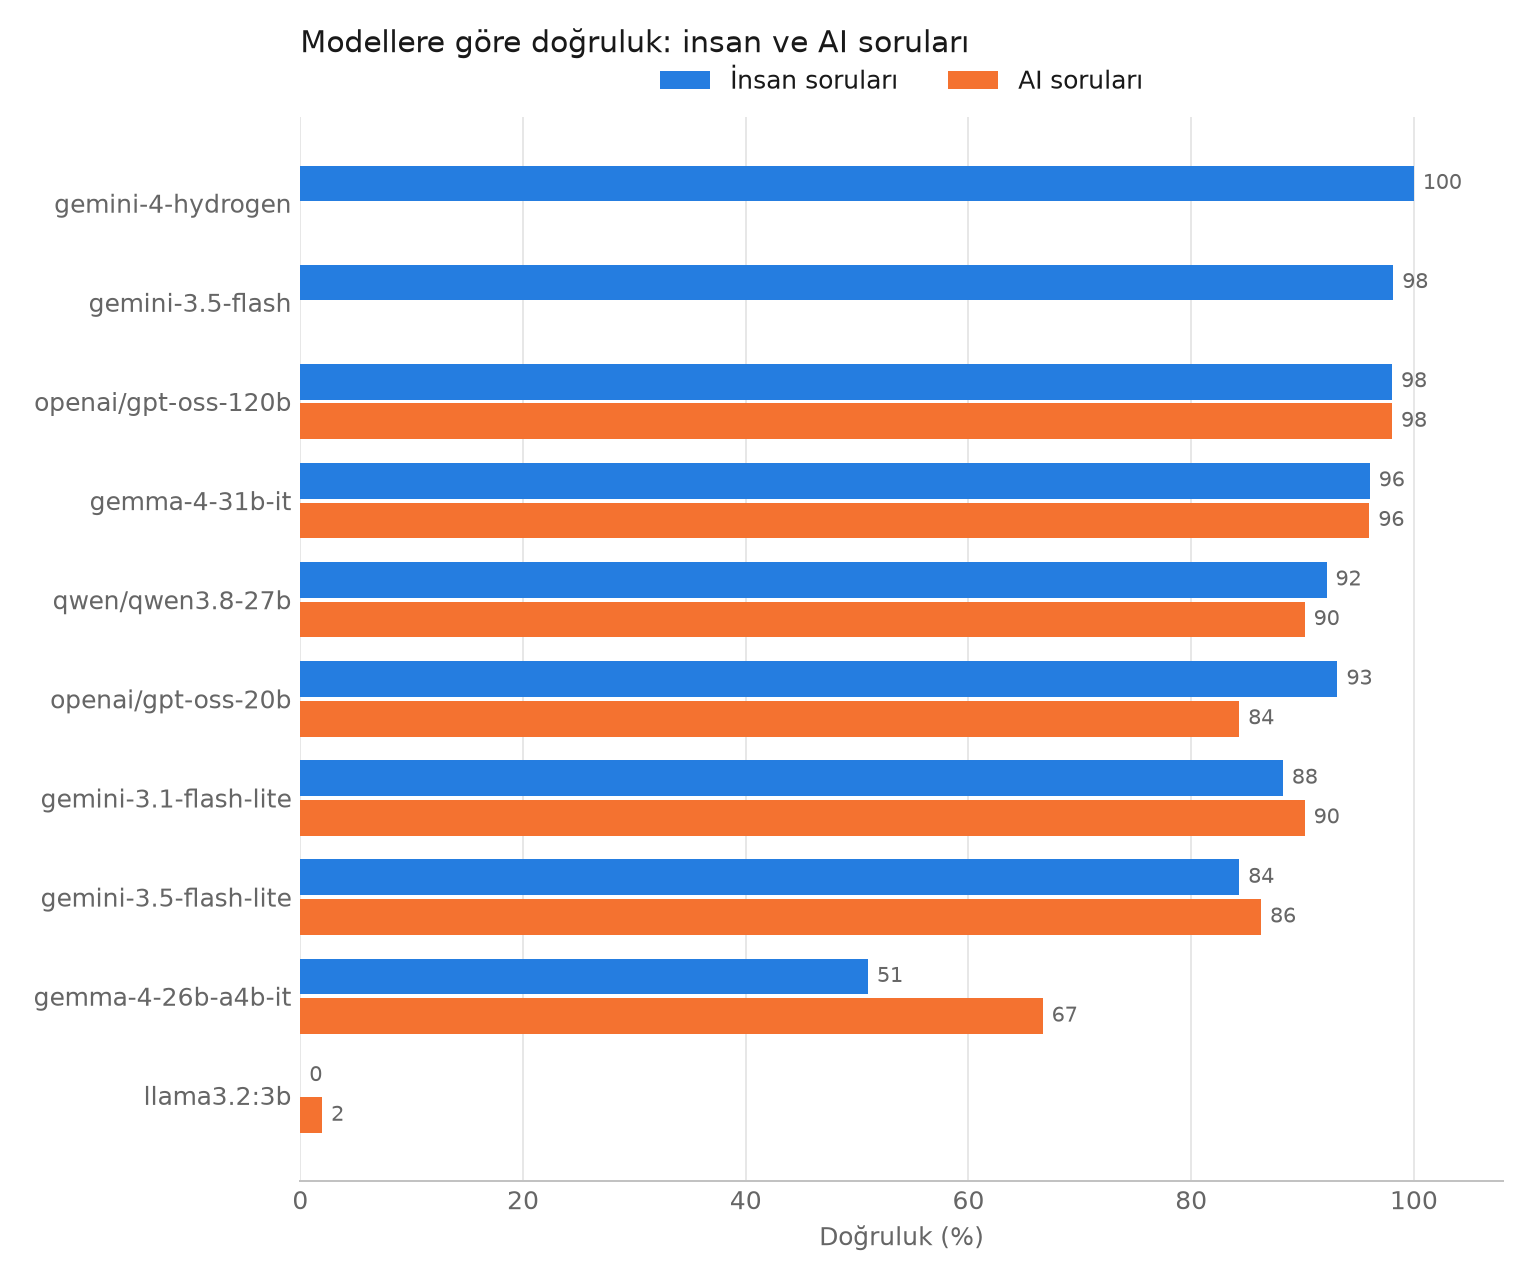 Modellere göre doğruluk: insan ve AI soruları
İnsan soruları AI soruları
gemini-4-hydrogen 100
gemini-3.5-flash 98
openai/gpt-oss-120b 98 98
gemma-4-31b-it 96 96
qwen/qwen3.8-27b 92 90
openai/gpt-oss-20b 93 84
gemini-3.1-flash-lite 88 90
gemini-3.5-flash-lite 84 86
gemma-4-26b-a4b-it 51 67
llama3.2:3b 0 2
0 20 40 60 80 100
Doğruluk (%)